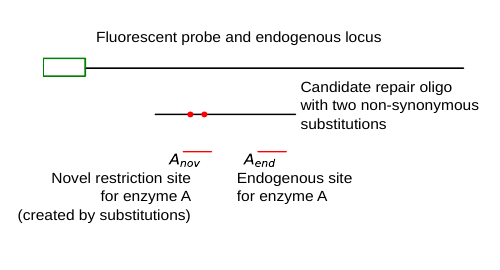 Fluorescent probe and endogenous locus
Candidate repair oligo
with two non-synonymous
substitutions
Anov
Aend
Novel restriction site
for enzyme A
(created by substitutions)
Endogenous site
for enzyme A